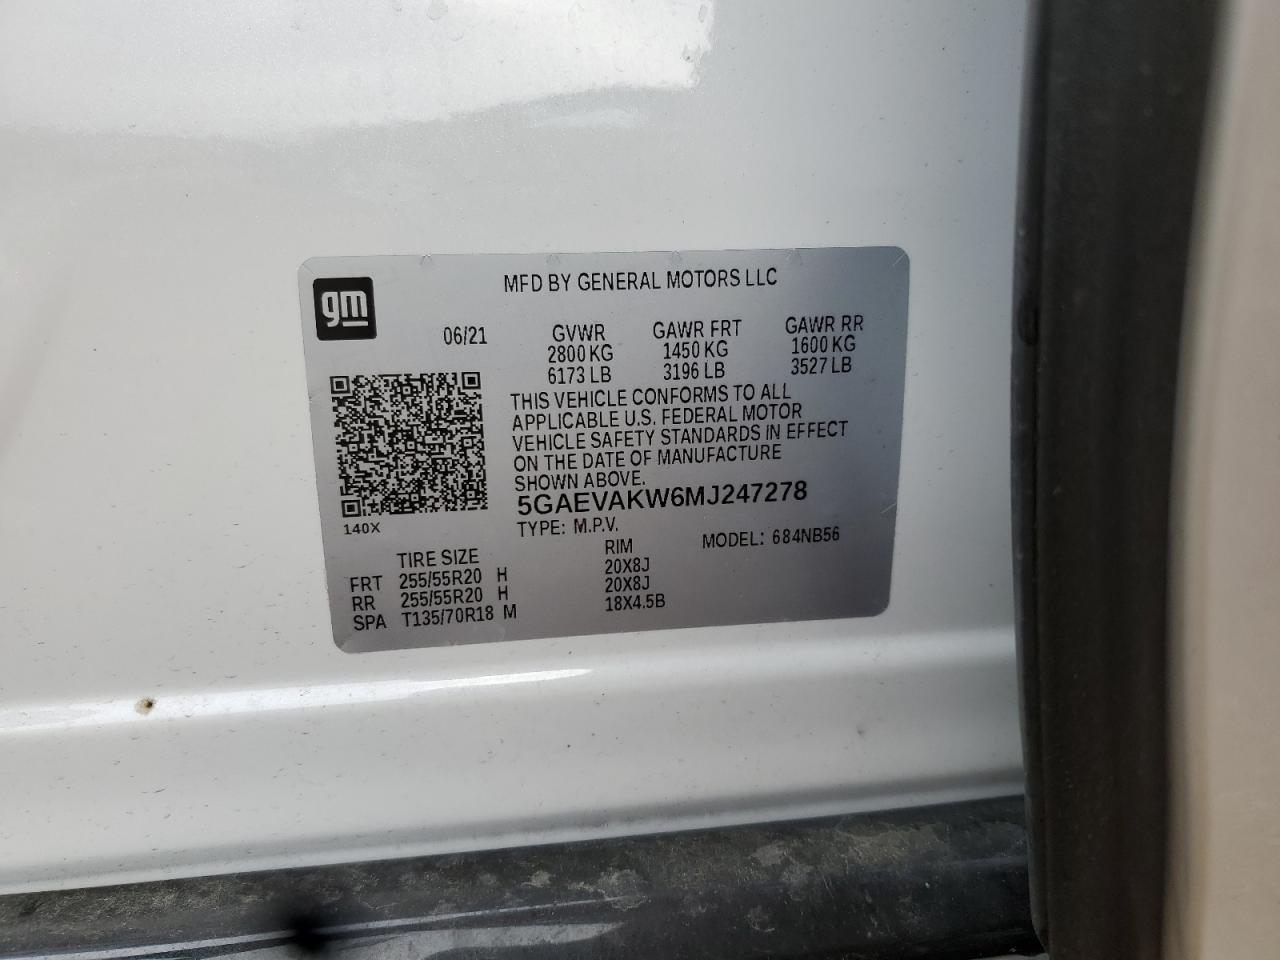 gm
MFD BY GENERAL MOTORS LLC
06/21 GVWR GAWR FRT GAWR RR
2800 KG 1450 KG 1600 KG
6173 LB 3196 LB 3527 LB
THIS VEHICLE CONFORMS TO ALL
APPLICABLE U.S. FEDERAL MOTOR
VEHICLE SAFETY STANDARDS IN EFFECT
ON THE DATE OF MANUFACTURE
SHOWN ABOVE.
5GAEVAKW6MJ247278
140X
TYPE: M.P.V. MODEL: 684NB56
TIRE SIZE RIM
FRT 255/55R20 H 20X8J
RR 255/55R20 H 20X8J
SPA T135/70R18 M 18X4.5B